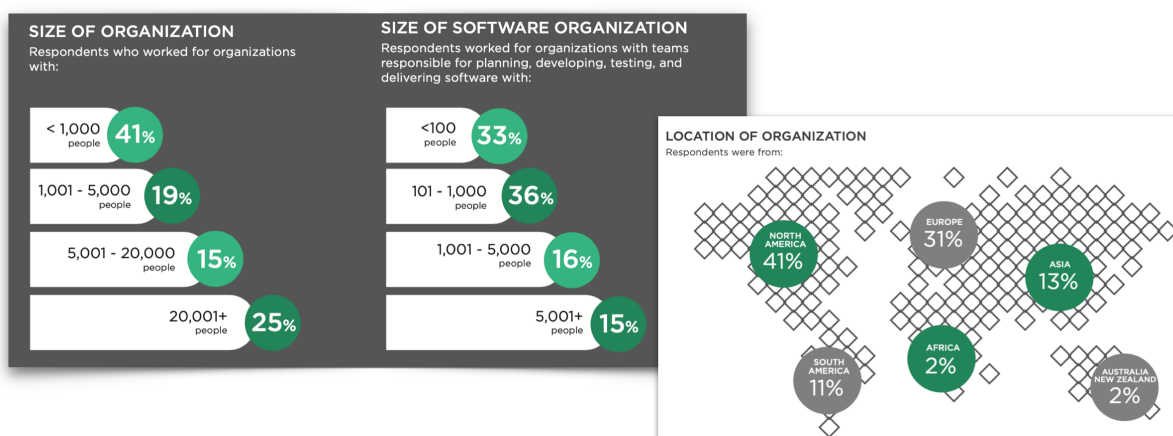 SIZE OF ORGANIZATION
Respondents who worked for organizations
with:
< 1,000
people
41%
1,001 - 5,000
people
19%
5,001 - 20,000
people
15%
20,001+
people
25%
SIZE OF SOFTWARE ORGANIZATION
Respondents worked for organizations with teams
responsible for planning, developing, testing, and
delivering software with:
<100
people
33%
101 - 1,000
people
36%
1,001 - 5,000
people
16%
5,001+
people
15%
LOCATION OF ORGANIZATION
Respondents were from:
NORTH
AMERICA
41%
EUROPE
31%
ASIA
13%
SOUTH
AMERICA
11%
AFRICA
2%
AUSTRALIA
NEW ZEALAND
2%